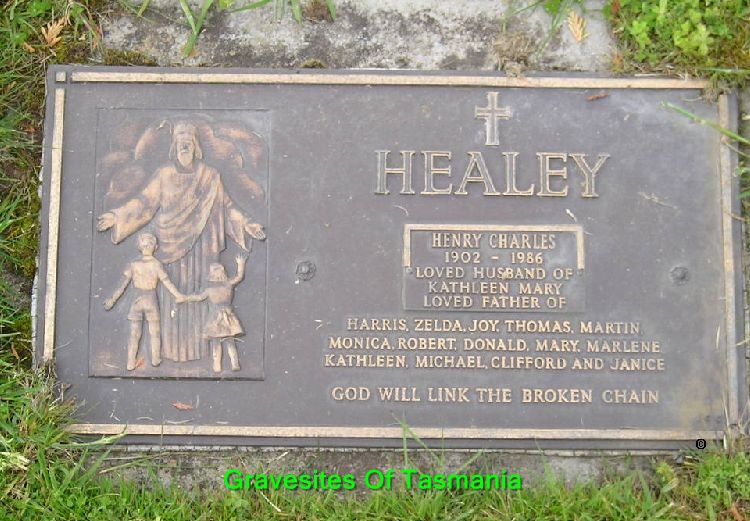 HEALEY
HENRY CHARLES
1902 - 1986
LOVED HUSBAND OF
KATHLEEN MARY
LOVED FATHER OF
HARRIS, ZELDA, JOY, THOMAS, MARTIN,
MONICA, ROBERT, DONALD, MARY, MARLENE,
KATHLEEN, MICHAEL, CLIFFORD AND JANICE
GOD WILL LINK THE BROKEN CHAIN
©
Gravesites Of Tasmania